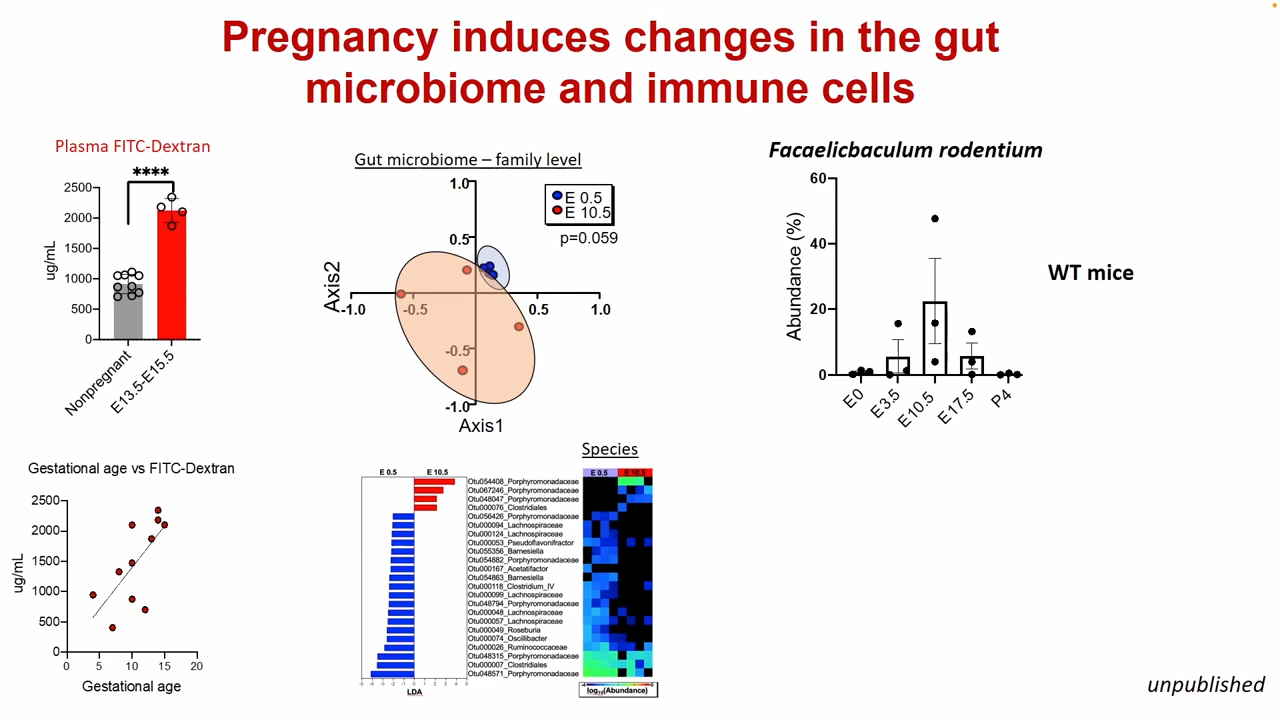 Pregnancy induces changes in the gut
microbiome and immune cells
Plasma FITC-Dextran
****
2500
2000
1500
1000
500
0
ug/mL
Nonpregnant
E13.5-E15.5
Gut microbiome – family level
1.0
0.5
-0.5
-1.0
-1.0
-0.5
0.5
1.0
Axis2
Axis1
E 0.5
E 10.5
p=0.059
Facaelicbaculum rodentium
60
40
20
0
Abundance (%)
E0
E3.5
E10.5
E17.5
P4
WT mice
Gestational age vs FITC-Dextran
2500
2000
1500
1000
500
0
ug/mL
0
5
10
15
20
Gestational age
Species
E 0.5
E 10.5
E 0.5
E 10.5
Otu054408_Porphyromonadaceae
Otu067246_Porphyromonadaceae
Otu048047_Porphyromonadaceae
Otu000076_Clostridiales
Otu056426_Porphyromonadaceae
Otu000094_Lachnospiraceae
Otu000124_Lachnospiraceae
Otu000053_Pseudoflavonifractor
Otu055356_Barnesiella
Otu054882_Porphyromonadaceae
Otu000167_Acetatifactor
Otu054863_Barnesiella
Otu000118_Clostridium_IV
Otu000099_Lachnospiraceae
Otu048794_Porphyromonadaceae
Otu000048_Lachnospiraceae
Otu000057_Lachnospiraceae
Otu000049_Roseburia
Otu000074_Oscillibacter
Otu000026_Ruminococcaceae
Otu048315_Porphyromonadaceae
Otu000007_Clostridiales
Otu048571_Porphyromonadaceae
LDA
log10(Abundance)
unpublished